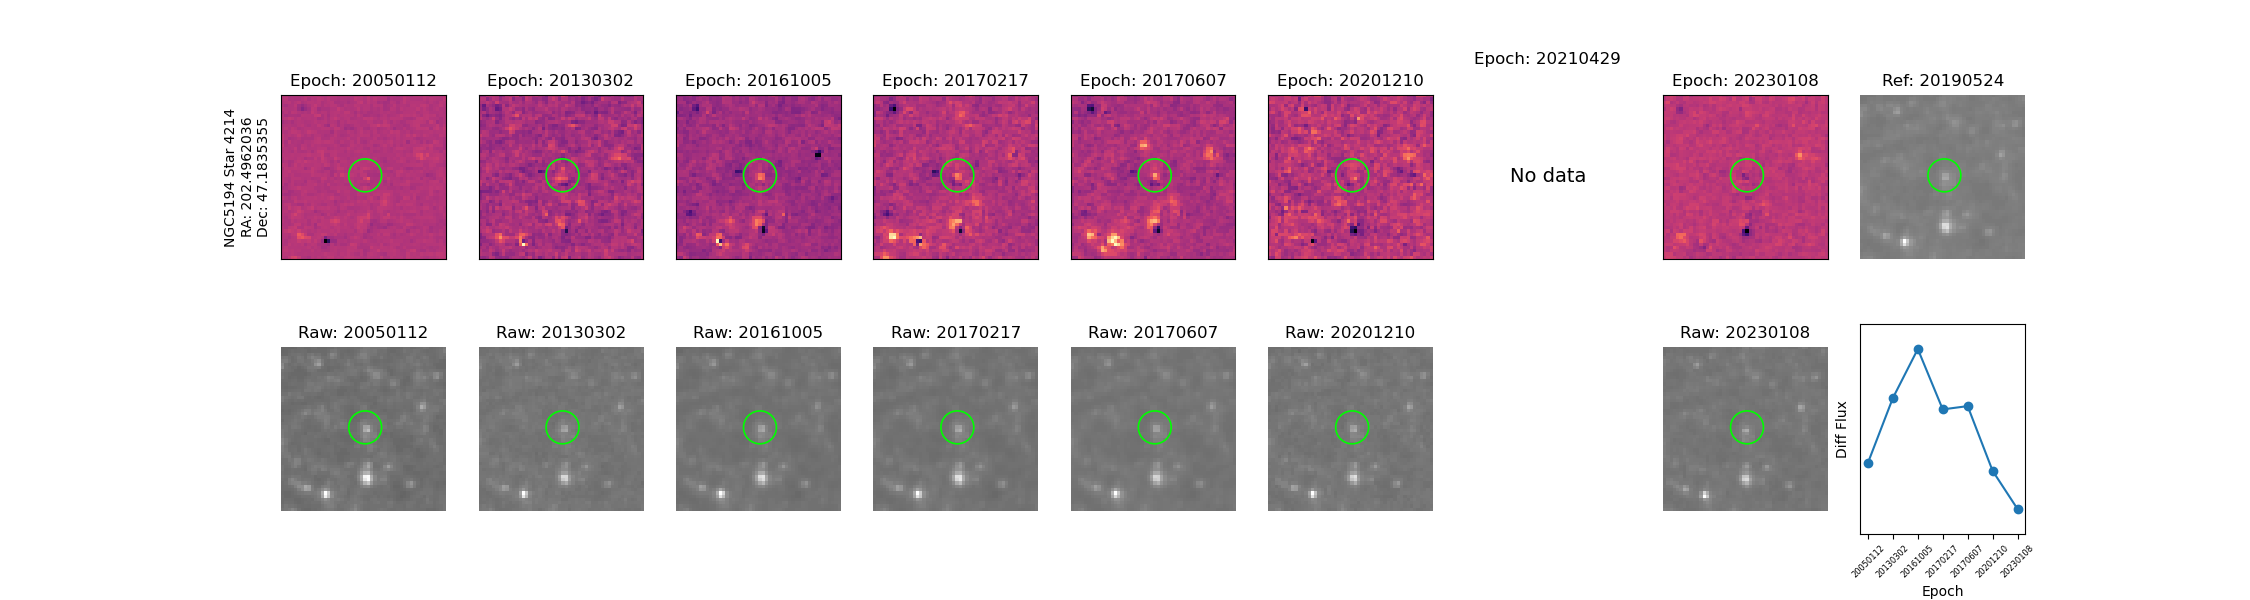 Epoch: 20050112
Epoch: 20130302
Epoch: 20161005
Epoch: 20170217
Epoch: 20170607
Epoch: 20201210
Epoch: 20210429
Epoch: 20230108
Ref: 20190524
NGC5194 Star 4214
RA: 202.4962036
Dec: 47.1835355
No data
Raw: 20050112
Raw: 20130302
Raw: 20161005
Raw: 20170217
Raw: 20170607
Raw: 20201210
Raw: 20230108
Diff Flux
20050112
20130302
20161005
20170217
20170607
20201210
20230108
Epoch